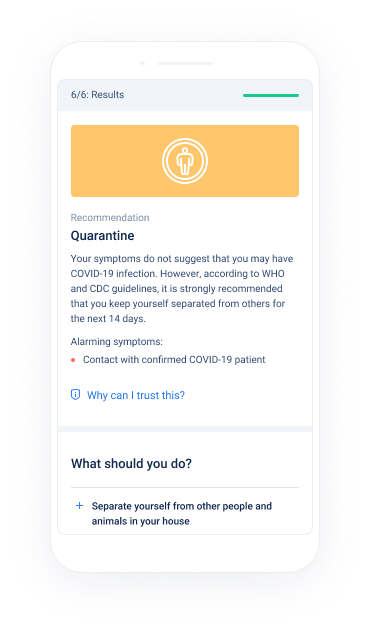 6/6: Results
Recommendation
Quarantine
Your symptoms do not suggest that you may have
COVID-19 infection. However, according to WHO
and CDC guidelines, it is strongly recommended
that you keep yourself separated from others for
the next 14 days.
Alarming symptoms:
Contact with confirmed COVID-19 patient
Why can I trust this?
What should you do?
Separate yourself from other people and
animals in your house